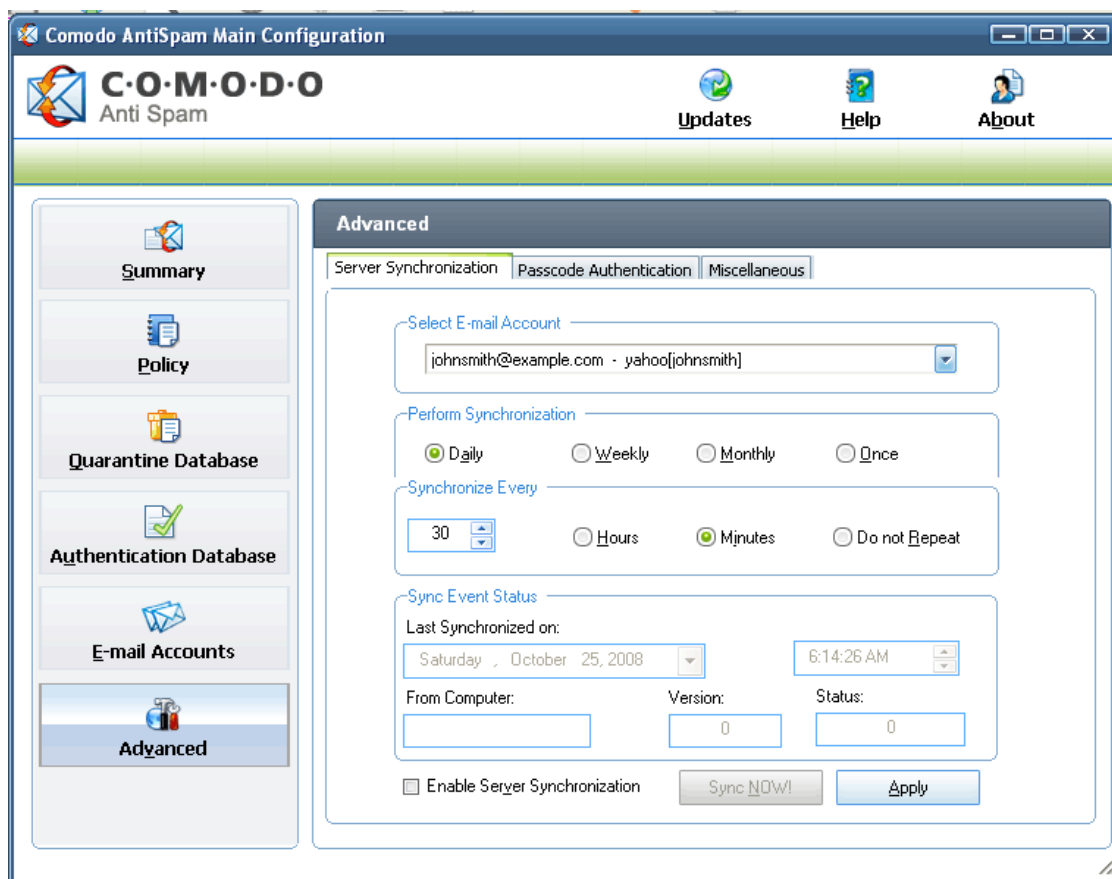 Comodo AntiSpam Main Configuration
C·O·M·O·D·O
Anti Spam
Updates
Help
About
Summary
Policy
Quarantine Database
Authentication Database
E-mail Accounts
Advanced
Advanced
Server Synchronization Passcode Authentication Miscellaneous
Select E-mail Account
johnsmith@example.com - yahoo[johnsmith]
Perform Synchronization
Daily Weekly Monthly Once
Synchronize Every
30 Hours Minutes Do not Repeat
Sync Event Status
Last Synchronized on:
Saturday , October 25, 2008 6:14:26 AM
From Computer: Version: Status:
0 0
Enable Server Synchronization Sync NOW! Apply